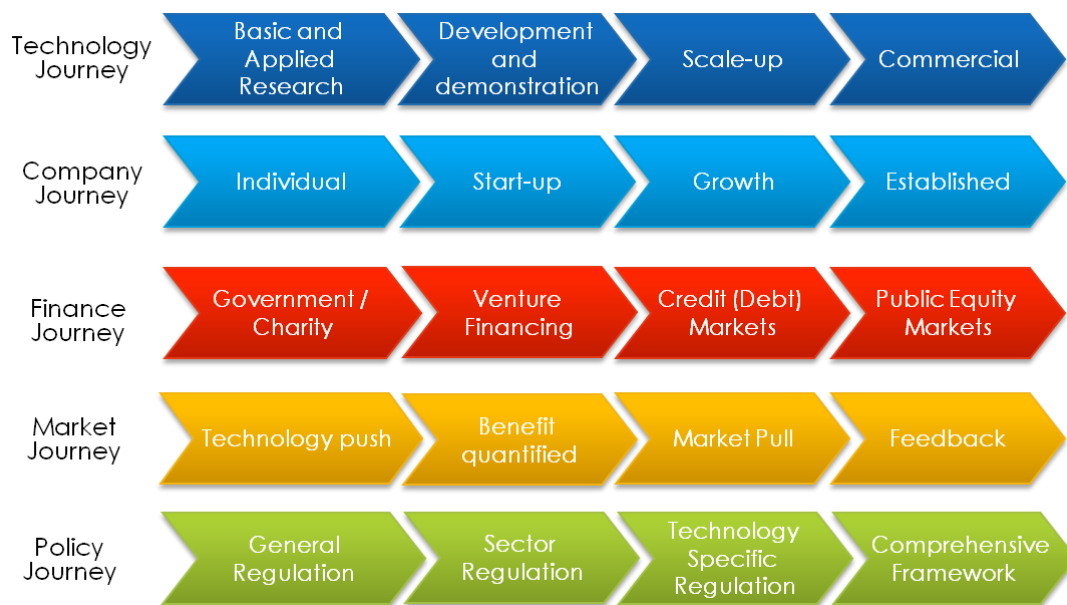 Technology
Journey
Basic and
Applied
Research
Development
and
demonstration
Scale-up
Commercial
Company
Journey
Individual
Start-up
Growth
Established
Finance
Journey
Government /
Charity
Venture
Financing
Credit (Debt)
Markets
Public Equity
Markets
Market
Journey
Technology push
Benefit
quantified
Market Pull
Feedback
Policy
Journey
General
Regulation
Sector
Regulation
Technology
Specific
Regulation
Comprehensive
Framework